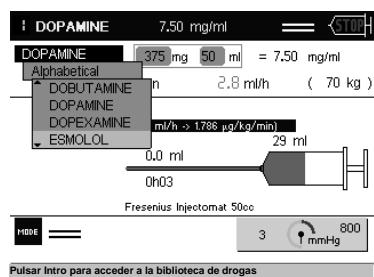 DOPAMINE 7.50 mg/ml STOP
DOPAMINE 375 mg 50 ml = 7.50 mg/ml
Alphabetical
DOBUTAMINE 2.8 ml/h ( 70 kg )
DOPAMINE
DOPEXAMINE ml/h -> 1.786 µg/kg/min)
ESMOLOL 29 ml
0.0 ml
0h03
Fresenius Injectomat 50cc
MODE 3 800 mmHg
Pulsar Intro para acceder a la biblioteca de drogas